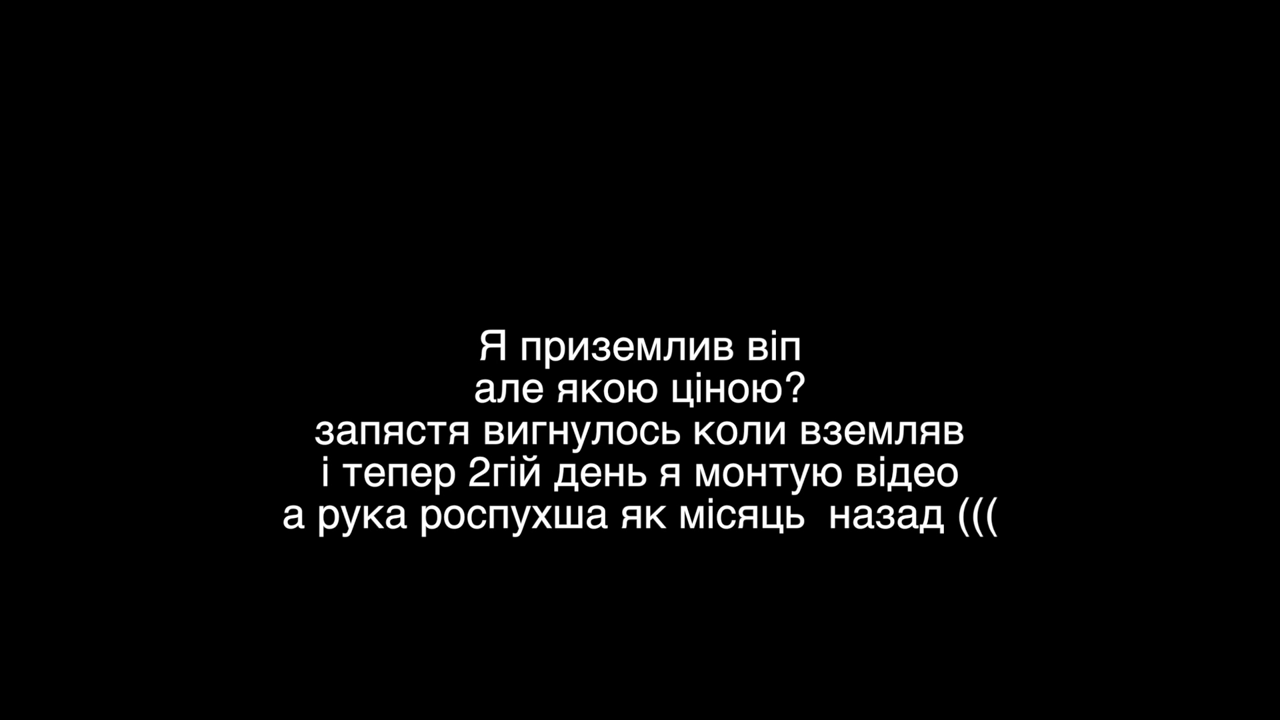 Я приземлив віп
але якою ціною?
запястя вигнулось коли вземляв
і тепер 2гій день я монтую відео
а рука роспухша як місяць  назад (((